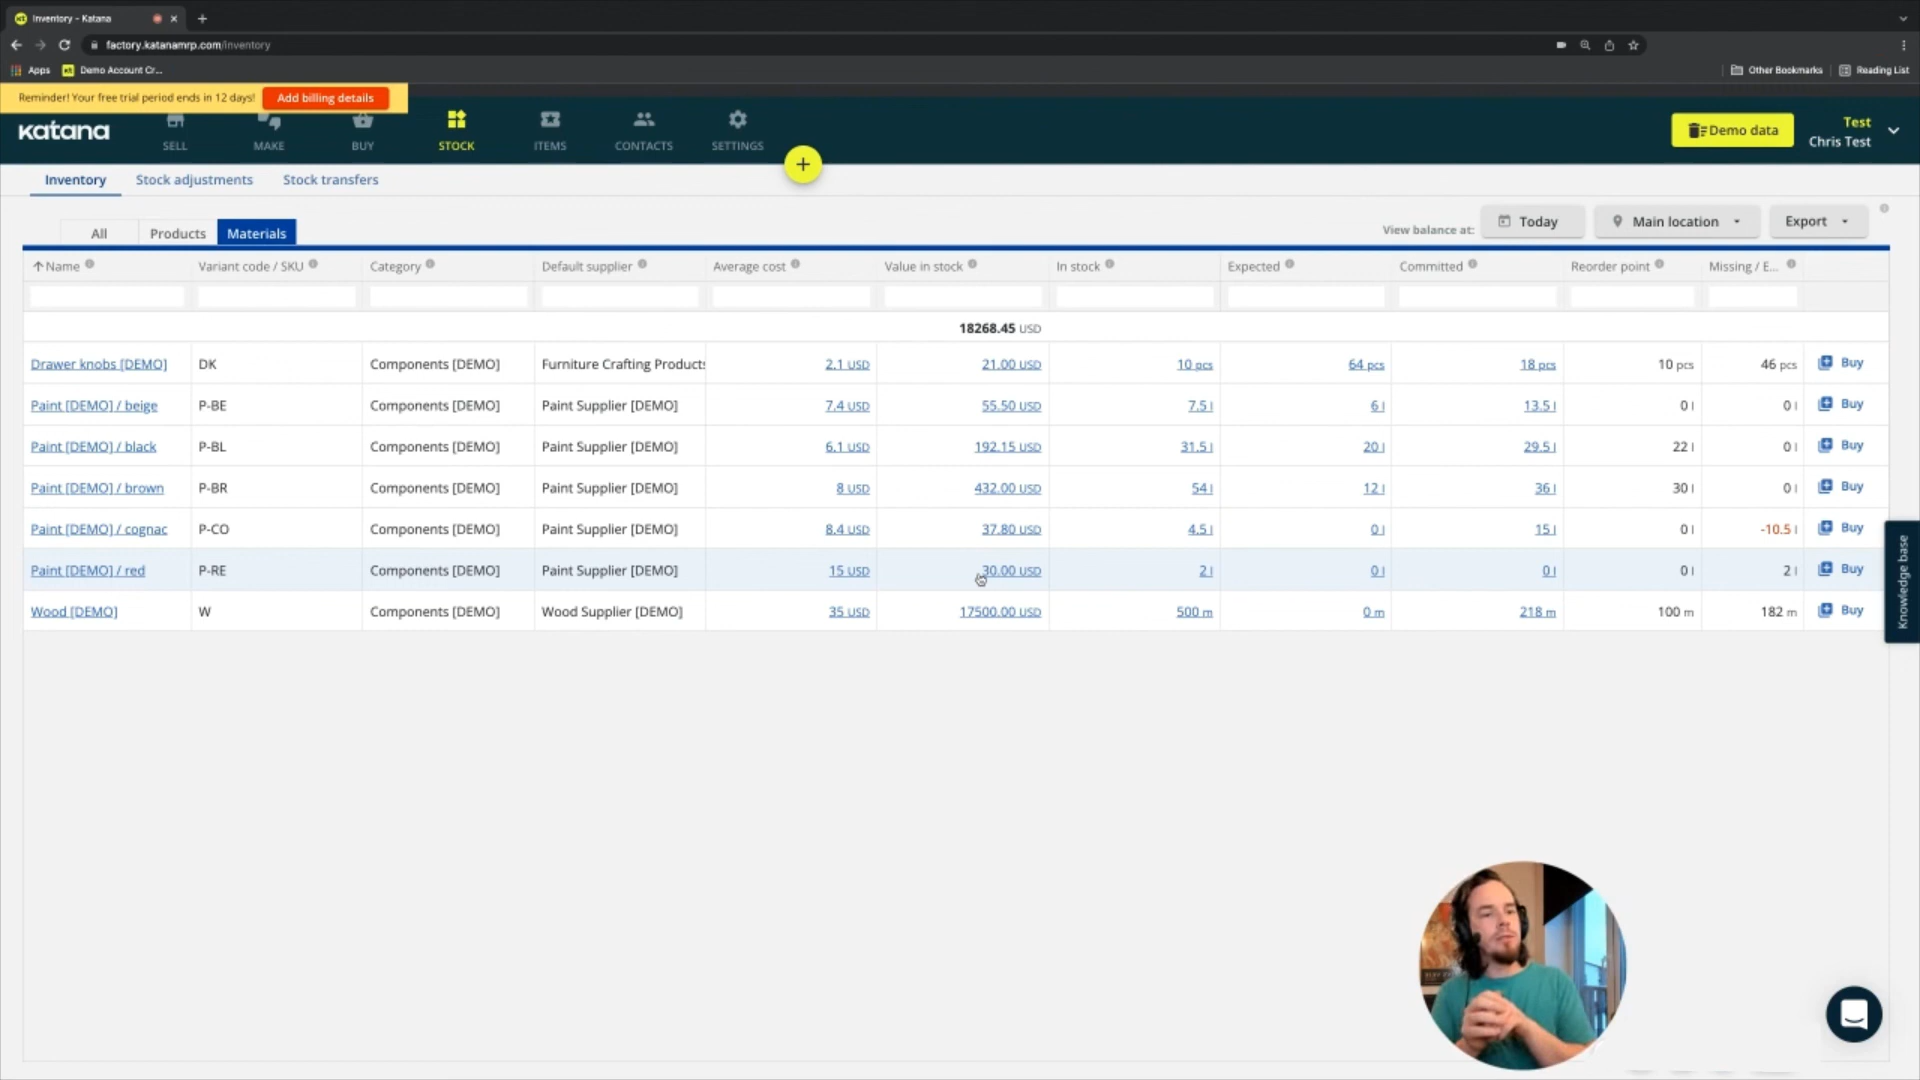 Inventory - Katana
factory.katanamrp.com/inventory
Apps
Demo Account Cr...
Other Bookmarks
Reading List
Reminder! Your free trial period ends in 12 days!
Add billing details
katana
SELL
MAKE
BUY
STOCK
ITEMS
CONTACTS
SETTINGS
+
Demo data
Test
Chris Test
Inventory
Stock adjustments
Stock transfers
All
Products
Materials
View balance at:
Today
Main location
Export
Name Variant code / SKU Category Default supplier Average cost Value in stock In stock Expected Committed Reorder point Missing / E...
18268.45 USD
Drawer knobs [DEMO] DK Components [DEMO] Furniture Crafting Products 2.1 USD 21.00 USD 10 pcs 64 pcs 18 pcs 10 pcs 46 pcs Buy
Paint [DEMO] / beige P-BE Components [DEMO] Paint Supplier [DEMO] 7.4 USD 55.50 USD 7.5 l 6 l 13.5 l 0 l 0 l Buy
Paint [DEMO] / black P-BL Components [DEMO] Paint Supplier [DEMO] 6.1 USD 192.15 USD 31.5 l 20 l 29.5 l 22 l 0 l Buy
Paint [DEMO] / brown P-BR Components [DEMO] Paint Supplier [DEMO] 8 USD 432.00 USD 54 l 12 l 36 l 30 l 0 l Buy
Paint [DEMO] / cognac P-CO Components [DEMO] Paint Supplier [DEMO] 8.4 USD 37.80 USD 4.5 l 0 l 15 l 0 l -10.5 l Buy
Paint [DEMO] / red P-RE Components [DEMO] Paint Supplier [DEMO] 15 USD 30.00 USD 2 l 0 l 0 l 0 l 2 l Buy
Wood [DEMO] W Components [DEMO] Wood Supplier [DEMO] 35 USD 17500.00 USD 500 m 0 m 218 m 100 m 182 m Buy
Knowledge base